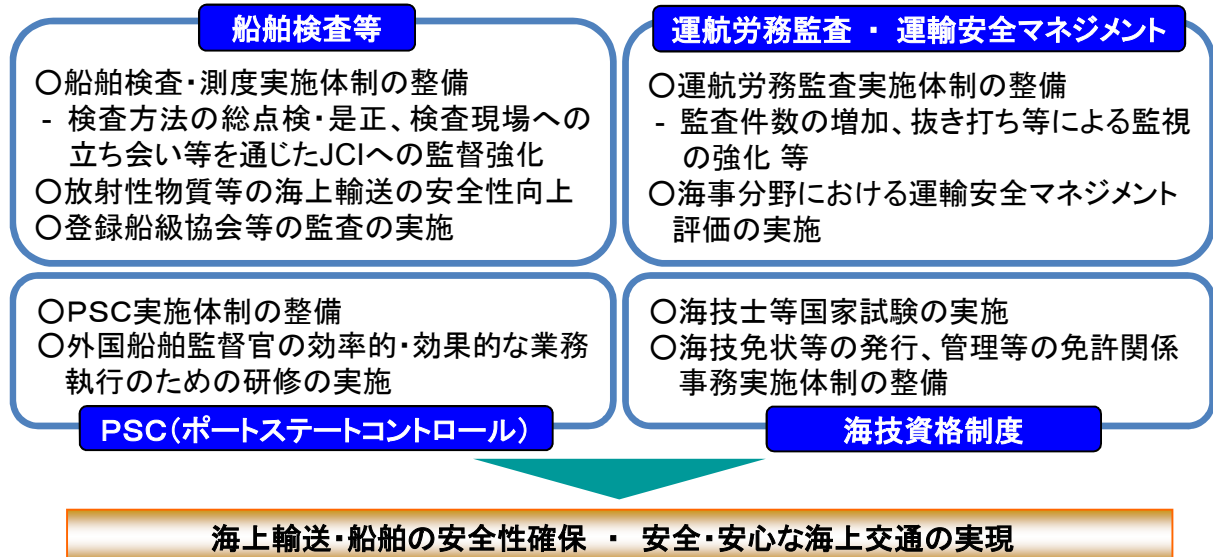 船舶検査等
〇船舶検査・測度実施体制の整備
- 検査方法の総点検・是正、検査現場への
立ち会い等を通じたJCIへの監督強化
〇放射性物質等の海上輸送の安全性向上
〇登録船級協会等の監査の実施
運航労務監査 ・ 運輸安全マネジメント
〇運航労務監査実施体制の整備
- 監査件数の増加、抜き打ち等による監視
の強化 等
〇海事分野における運輸安全マネジメント
評価の実施
〇PSC実施体制の整備
〇外国船舶監督官の効率的・効果的な業務
執行のための研修の実施
PSC(ポートステートコントロール)
〇海技士等国家試験の実施
〇海技免状等の発行、管理等の免許関係
事務実施体制の整備
海技資格制度
海上輸送・船舶の安全性確保 ・ 安全・安心な海上交通の実現